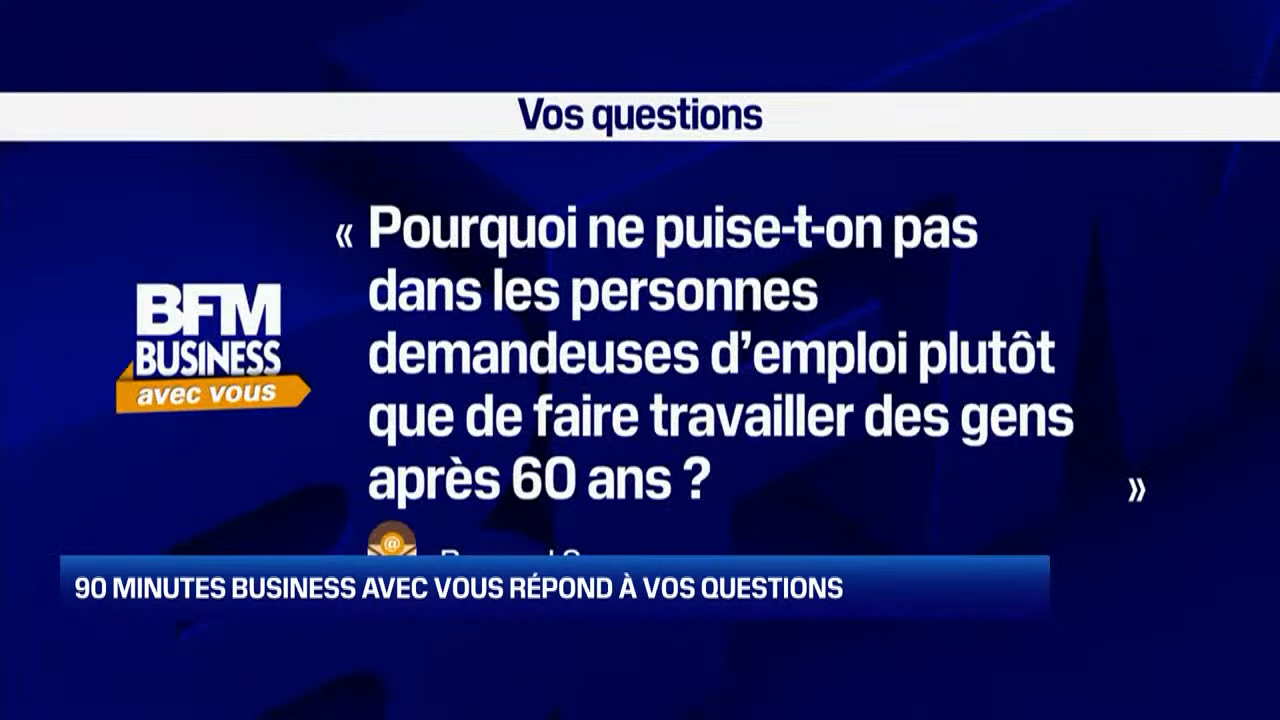 Vos questions
« Pourquoi ne puise-t-on pas
dans les personnes
demandeuses d'emploi plutôt
que de faire travailler des gens
après 60 ans ?
»
BFM
BUSINESS
avec vous
@
90 MINUTES BUSINESS AVEC VOUS RÉPOND À VOS QUESTIONS